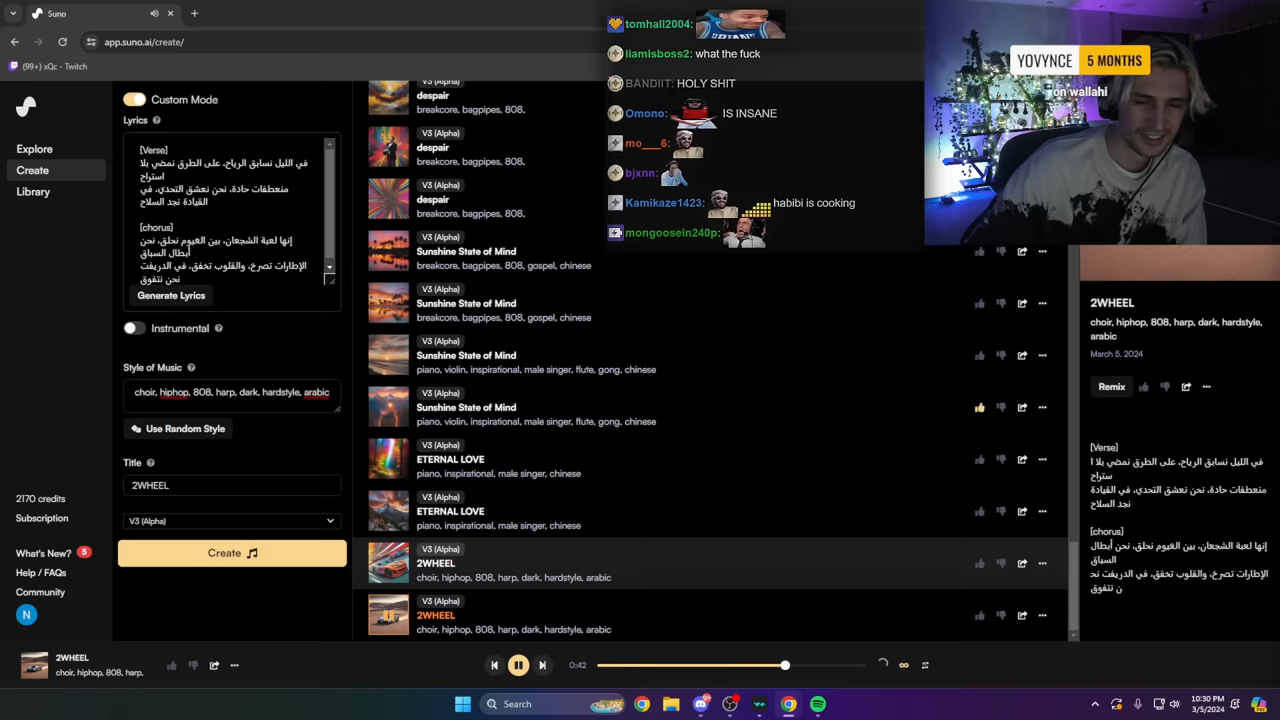 Suno
app.suno.ai/create/
(99+) xQc - Twitch
Explore
Create
Library
2170 credits
Subscription
What's New? 5
Help / FAQs
Community
N
Custom Mode
Lyrics
[Verse]
في الليل نسابق الرياح، على الطرق نمضي بلا
استراح
منعطفات حادة، نحن نعشق التحدي، في
القيادة نجد السلاح
[chorus]
إنها لعبة الشجعان، بين الغيوم نحلق، نحن
أبطال السباق
الإطارات تصرخ، والقلوب تخفق، في الدريفت
نحن نتفوق
Generate Lyrics
Instrumental
Style of Music
choir, hiphop, 808, harp, dark, hardstyle, arabic
Use Random Style
Title
2WHEEL
V3 (Alpha)
Create
V3 (Alpha)
despair
breakcore, bagpipes, 808,
V3 (Alpha)
despair
breakcore, bagpipes, 808,
V3 (Alpha)
despair
breakcore, bagpipes, 808,
V3 (Alpha)
Sunshine State of Mind
breakcore, bagpipes, 808, gospel, chinese
V3 (Alpha)
Sunshine State of Mind
breakcore, bagpipes, 808, gospel, chinese
V3 (Alpha)
Sunshine State of Mind
piano, violin, inspirational, male singer, flute, gong, chinese
V3 (Alpha)
Sunshine State of Mind
piano, violin, inspirational, male singer, flute, gong, chinese
V3 (Alpha)
ETERNAL LOVE
piano, inspirational, male singer, chinese
V3 (Alpha)
ETERNAL LOVE
piano, inspirational, male singer, chinese
V3 (Alpha)
2WHEEL
choir, hiphop, 808, harp, dark, hardstyle, arabic
V3 (Alpha)
2WHEEL
choir, hiphop, 808, harp, dark, hardstyle, arabic
tomhall2004:
liamisboss2: what the fuck
BANDIIT: HOLY SHIT
Omono: IS INSANE
mo___6:
bjxnn:
Kamikaze1423: habibi is cooking
mongoosein240p:
YOVYNCE 5 MONTHS
on wallahi
2WHEEL
choir, hiphop, 808, harp, dark, hardstyle,
arabic
March 5, 2024
Remix
[Verse]
في الليل نسابق الرياح، على الطرق نمضي بلا ا
ستراح
منعطفات حادة، نحن نعشق التحدي، في القيادة
نجد السلاح
[chorus]
إنها لعبة الشجعان، بين الغيوم نحلق، نحن أبطال
السباق
الإطارات تصرخ، والقلوب تخفق، في الدريفت نح
ن نتفوق
2WHEEL
choir, hiphop, 808, harp,
0:42
Search
10:30 PM
3/5/2024